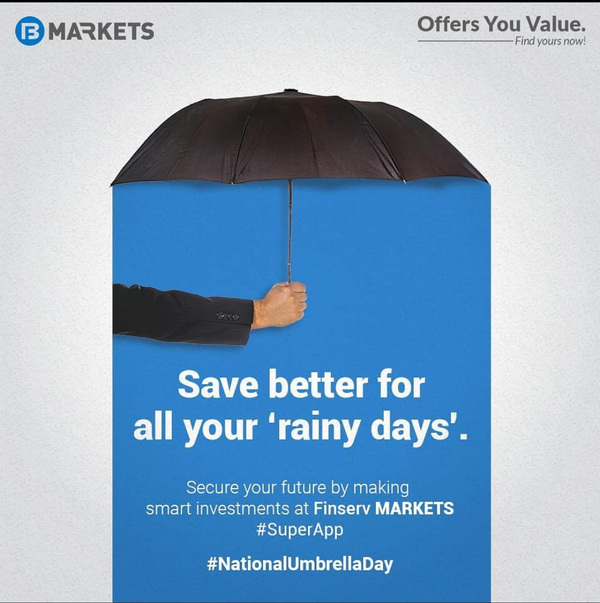 B MARKETS
Offers You Value.
Find yours now!
Save better for
all your ‘rainy days’.
Secure your future by making
smart investments at Finserv MARKETS
#SuperApp
#NationalUmbrellaDay